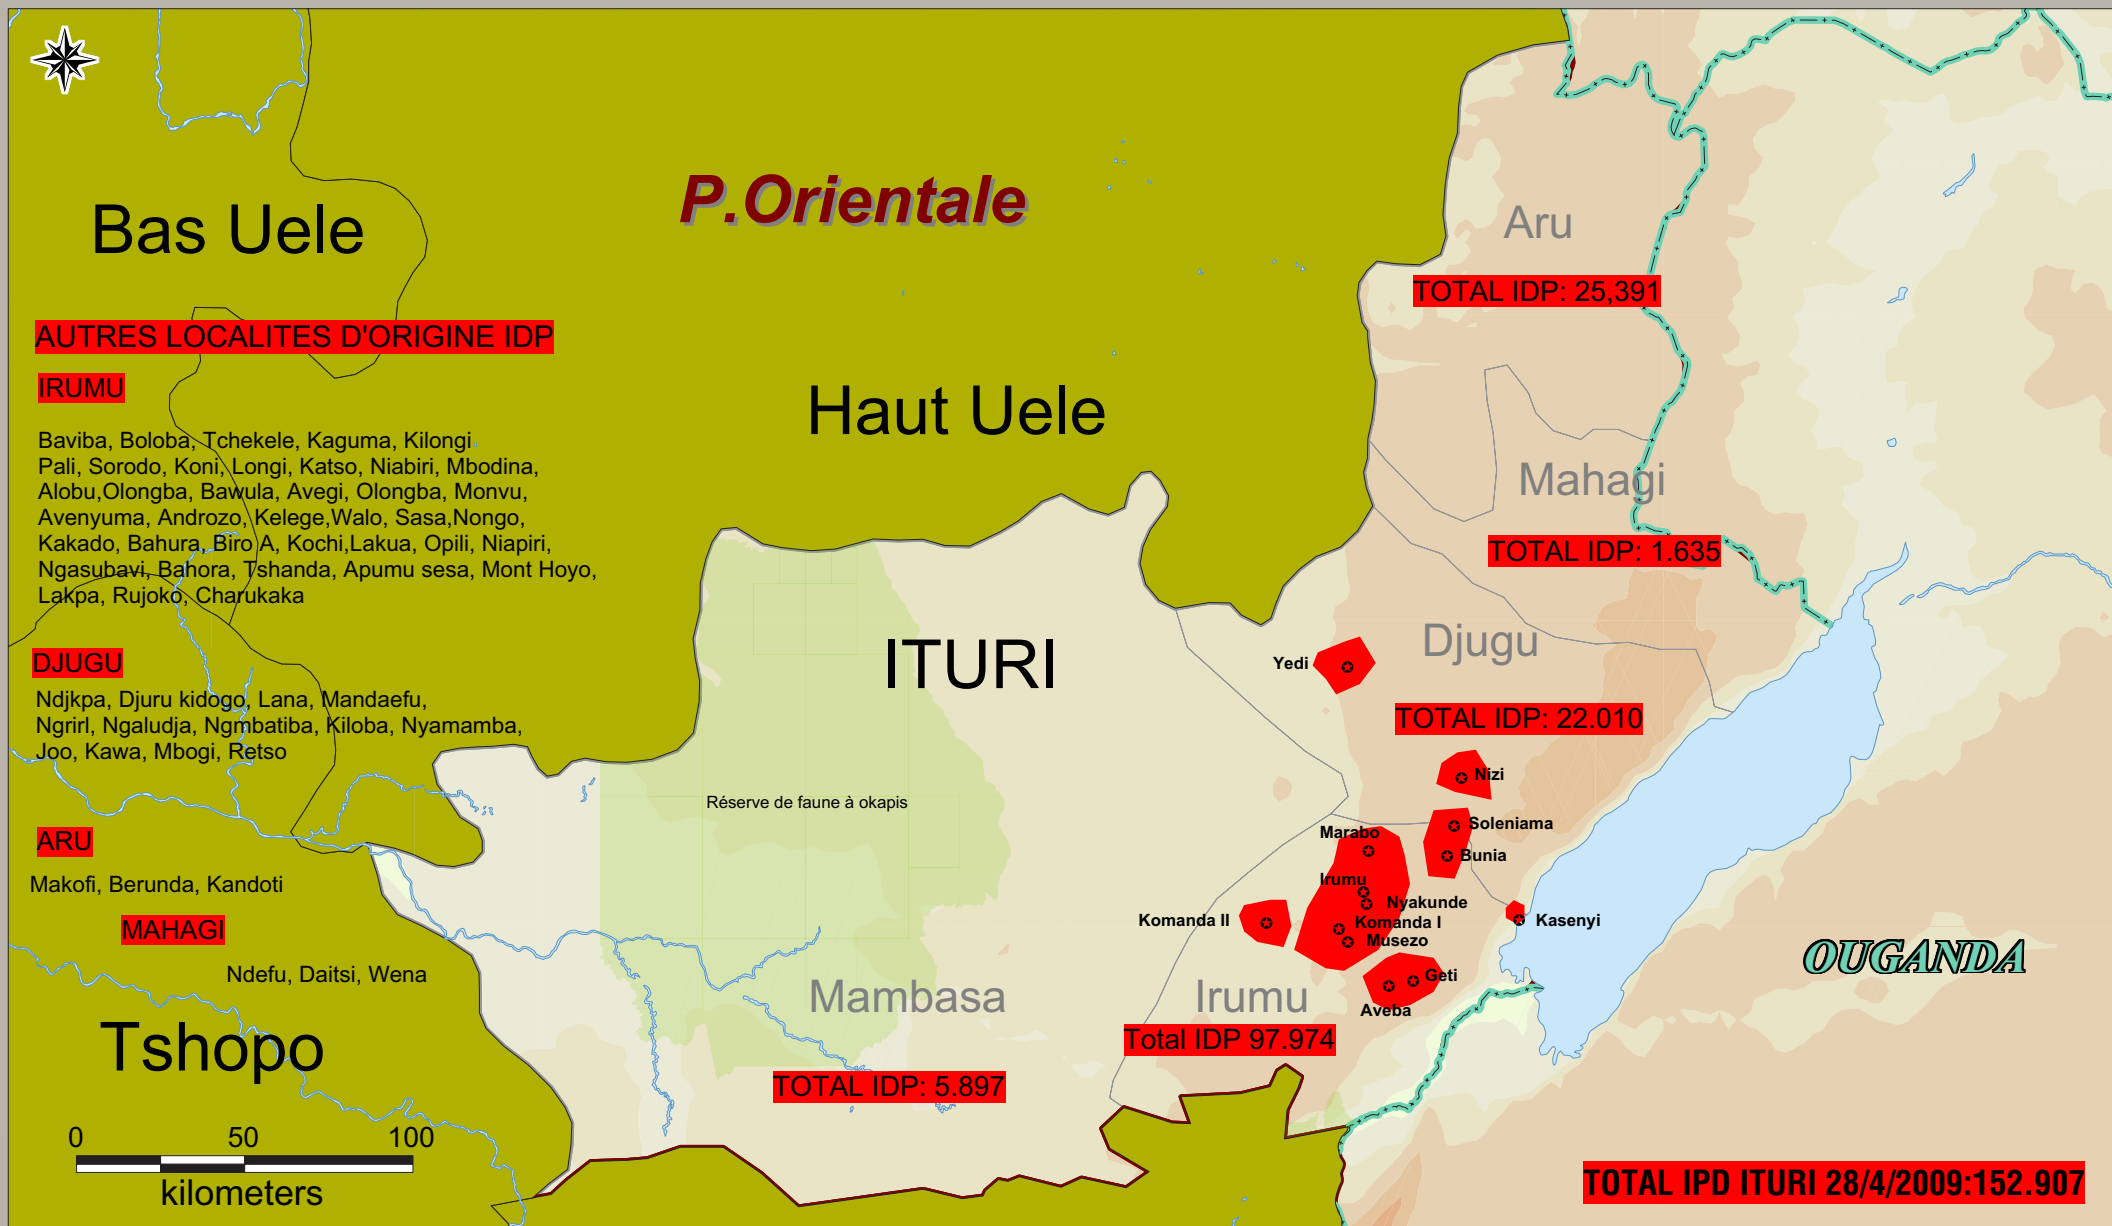 P.Orientale
Bas Uele
Aru
TOTAL IDP: 25,391
AUTRES LOCALITES D'ORIGINE IDP
IRUMU
Haut Uele
Baviba, Boloba, Tchekele, Kaguma, Kilongi
Pali, Sorodo, Koni, Longi, Katso, Niabiri, Mbodina,
Alobu,Olongba, Bawula, Avegi, Olongba, Monvu,
Avenyuma, Androzo, Kelege,Walo, Sasa,Nongo,
Kakado, Bahura, Biro A, Kochi,Lakua, Opili, Niapiri,
Ngasubavi, Bahora, Tshanda, Apumu sesa, Mont Hoyo,
Lakpa, Rujoko, Charukaka
Mahagi
TOTAL IDP: 1.635
DJUGU
Ndjkpa, Djuru kidogo, Lana, Mandaefu,
Ngrirl, Ngaludja, Ngmbatiba, Kiloba, Nyamamba,
Joo, Kawa, Mbogi, Retso
ITURI
Yedi
Djugu
TOTAL IDP: 22.010
Nizi
Réserve de faune à okapis
Soleniama
Marabo
Bunia
ARU
Makofi, Berunda, Kandoti
Irumu
Nyakunde
Komanda II
Komanda I
Kasenyi
Musezo
MAHAGI
Ndefu, Daitsi, Wena
OUGANDA
Geti
Aveba
Mambasa
Irumu
Total IDP 97.974
Tshopo
TOTAL IDP: 5.897
0 50 100
kilometers
TOTAL IPD ITURI 28/4/2009:152.907